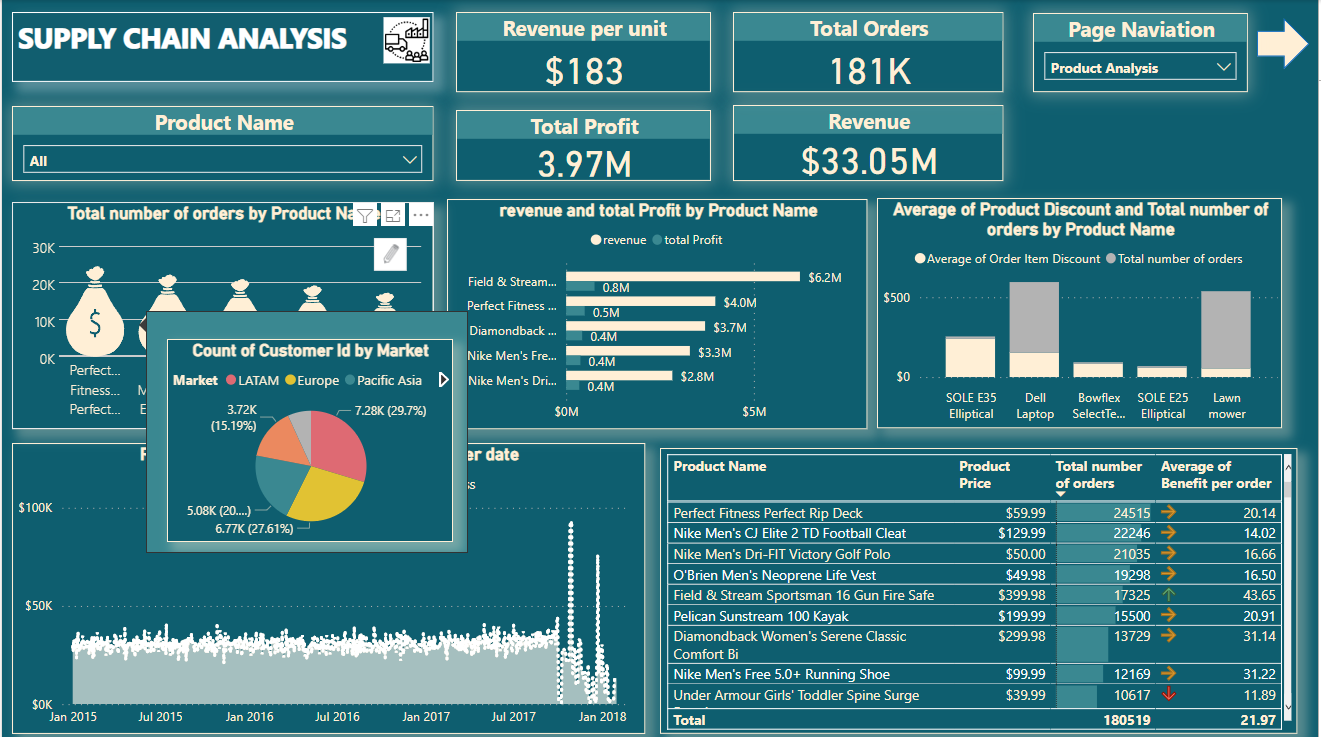 SUPPLY CHAIN ANALYSIS
Revenue per unit
$183
Total Orders
181K
Page Naviation
Product Analysis
Product Name
All
Total Profit
3.97M
Revenue
$33.05M
Total number of orders by Product Na
30K
20K
10K
0K
$
Perfect...
Fitness...
Perfect...
M
E
revenue and total Profit by Product Name
revenue total Profit
Field & Stream... $6.2M
0.8M
Perfect Fitness ... $4.0M
0.5M
Diamondback ... $3.7M
0.4M
Nike Men's Fre... $3.3M
0.4M
Nike Men's Dri... $2.8M
0.4M
$0M $5M
Average of Product Discount and Total number of
orders by Product Name
Average of Order Item Discount Total number of orders
$500
$0
SOLE E35
Elliptical
Dell
Laptop
Bowflex
SelectTe...
SOLE E25
Elliptical
Lawn
mower
Count of Customer Id by Market
Market LATAM Europe Pacific Asia
3.72K
(15.19%)
7.28K (29.7%)
5.08K (20....)
6.77K (27.61%)
er date
$100K
$50K
$0K
Jan 2015 Jul 2015 Jan 2016 Jul 2016 Jan 2017 Jul 2017 Jan 2018
Product Name Product Price Total number of orders Average of Benefit per order
Perfect Fitness Perfect Rip Deck $59.99 24515 20.14
Nike Men's CJ Elite 2 TD Football Cleat $129.99 22246 14.02
Nike Men's Dri-FIT Victory Golf Polo $50.00 21035 16.66
O'Brien Men's Neoprene Life Vest $49.98 19298 16.50
Field & Stream Sportsman 16 Gun Fire Safe $399.98 17325 43.65
Pelican Sunstream 100 Kayak $199.99 15500 20.91
Diamondback Women's Serene Classic $299.98 13729 31.14
Comfort Bi
Nike Men's Free 5.0+ Running Shoe $99.99 12169 31.22
Under Armour Girls' Toddler Spine Surge $39.99 10617 11.89
Total 180519 21.97